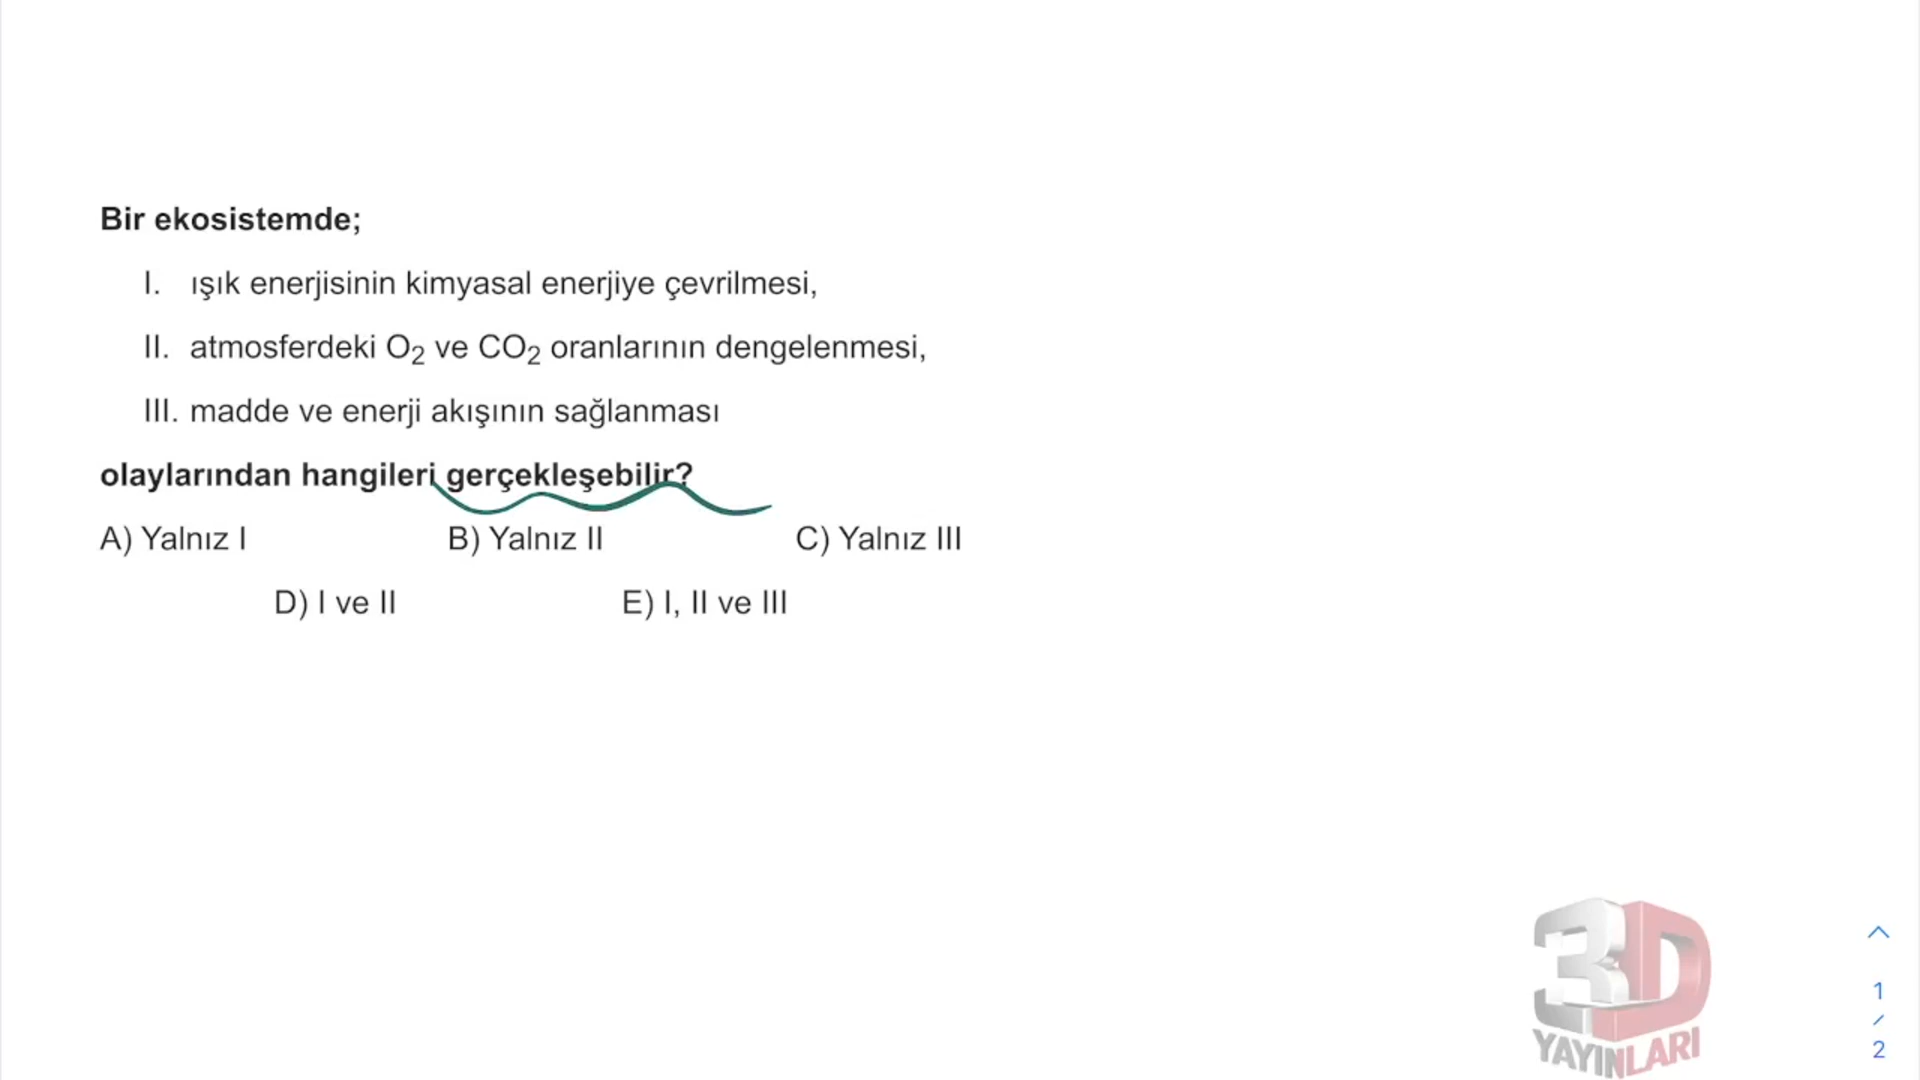 Bir ekosistemde;
I. ışık enerjisinin kimyasal enerjiye çevrilmesi,
II. atmosferdeki O₂ ve CO₂ oranlarının dengelenmesi,
III. madde ve enerji akışının sağlanması
olaylarından hangileri gerçekleşebilir?
A) Yalnız I B) Yalnız II C) Yalnız III
D) I ve II E) I, II ve III
3D
YAYINLARI
1
/
2